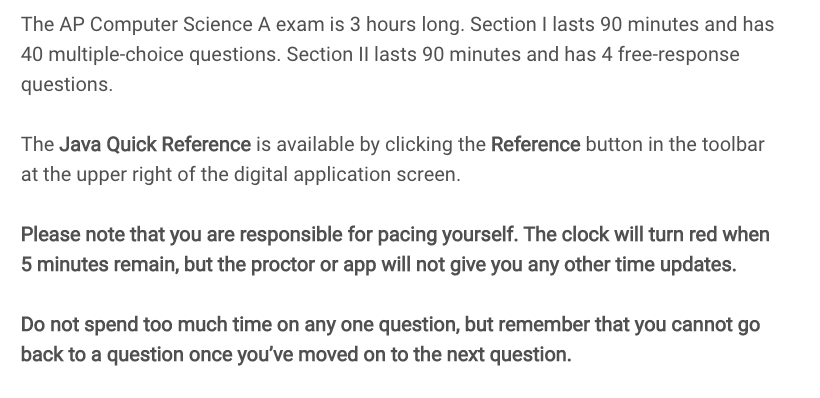 The AP Computer Science A exam is 3 hours long. Section I lasts 90 minutes and has
40 multiple-choice questions. Section II lasts 90 minutes and has 4 free-response
questions.
The Java Quick Reference is available by clicking the Reference button in the toolbar
at the upper right of the digital application screen.
Please note that you are responsible for pacing yourself. The clock will turn red when
5 minutes remain, but the proctor or app will not give you any other time updates.
Do not spend too much time on any one question, but remember that you cannot go
back to a question once you've moved on to the next question.